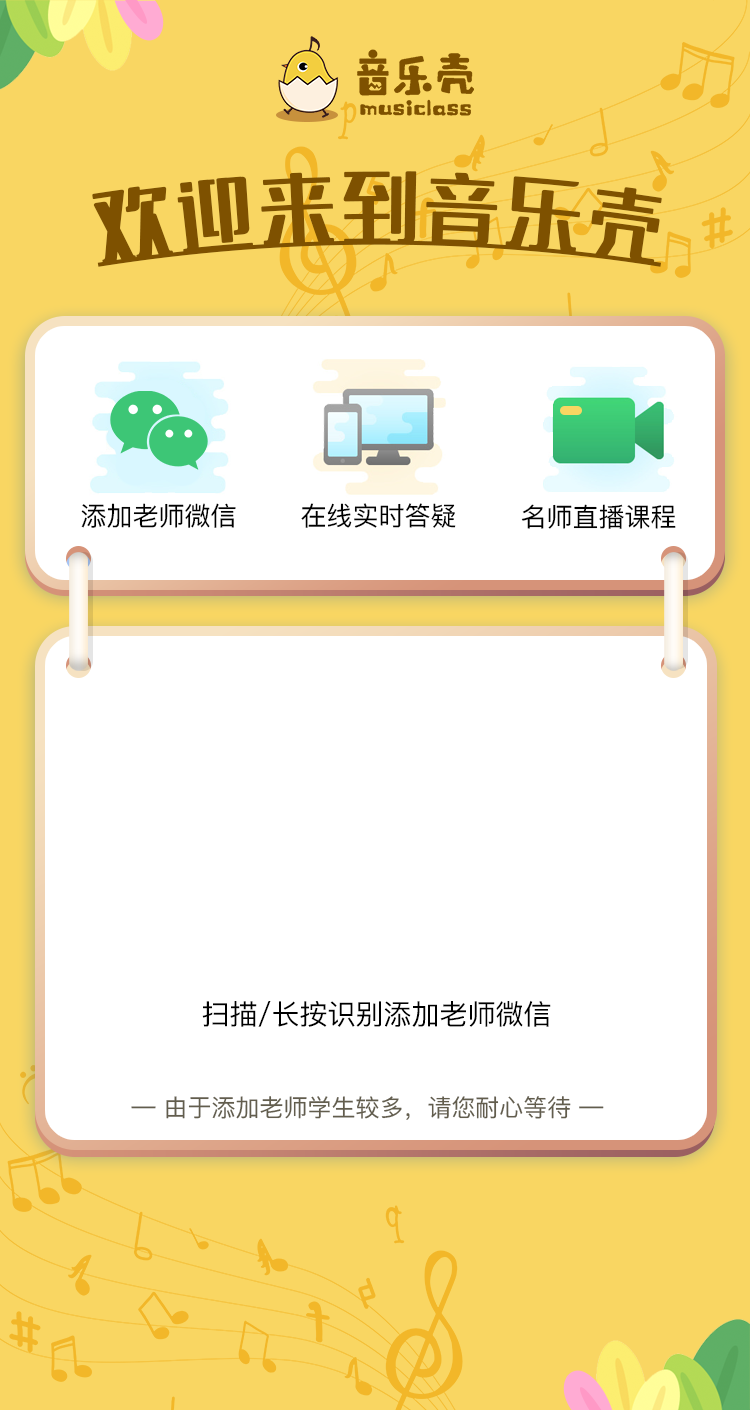 音乐壳
musiclass
欢迎来到音乐壳
添加老师微信
在线实时答疑
名师直播课程
扫描/长按识别添加老师微信
— 由于添加老师学生较多，请您耐心等待 —